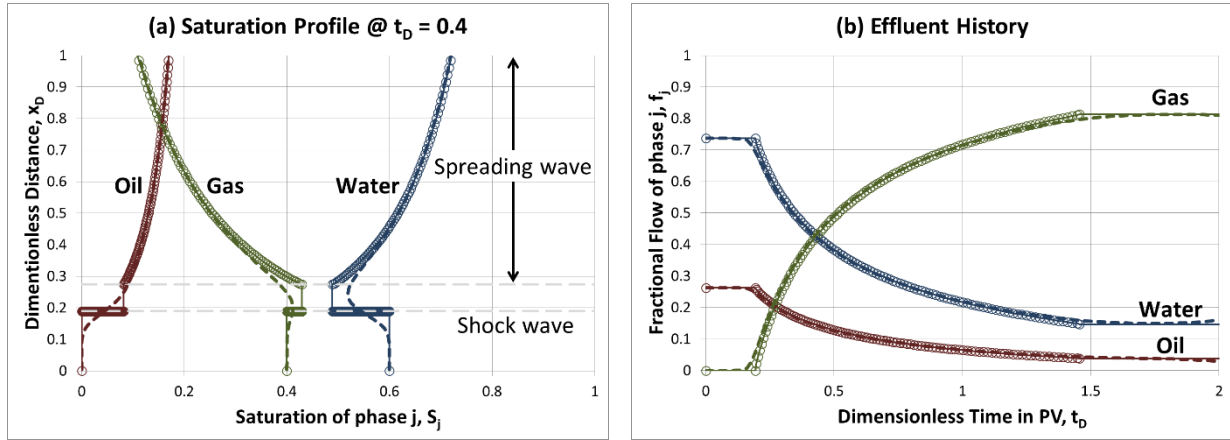 (a) Saturation Profile @ tD = 0.4
Dimentionless Distance, xD
1
0.9
0.8
0.7
0.6
0.5
0.4
0.3
0.2
0.1
0
Oil
Gas
Water
Spreading wave
Shock wave
0 0.2 0.4 0.6 0.8 1
Saturation of phase j, Sj
(b) Effluent History
Fractional Flow of phase j, fj
1
0.9
0.8
0.7
0.6
0.5
0.4
0.3
0.2
0.1
0
Gas
Water
Oil
0 0.5 1 1.5 2
Dimensionless Time in PV, tD